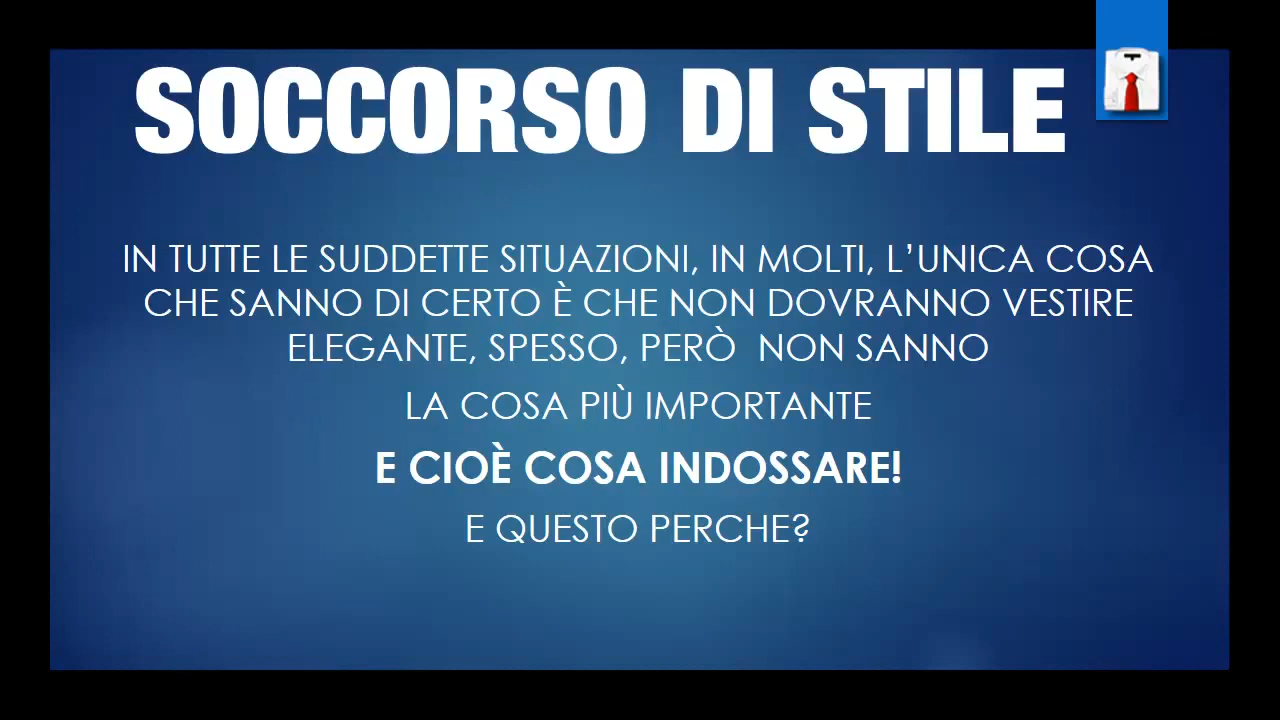 SOCCORSO DI STILE
IN TUTTE LE SUDDETTE SITUAZIONI, IN MOLTI, L’UNICA COSA
CHE SANNO DI CERTO È CHE NON DOVRANNO VESTIRE
ELEGANTE, SPESSO, PERÒ  NON SANNO
LA COSA PIÙ IMPORTANTE
E CIOÈ COSA INDOSSARE!
E QUESTO PERCHE?